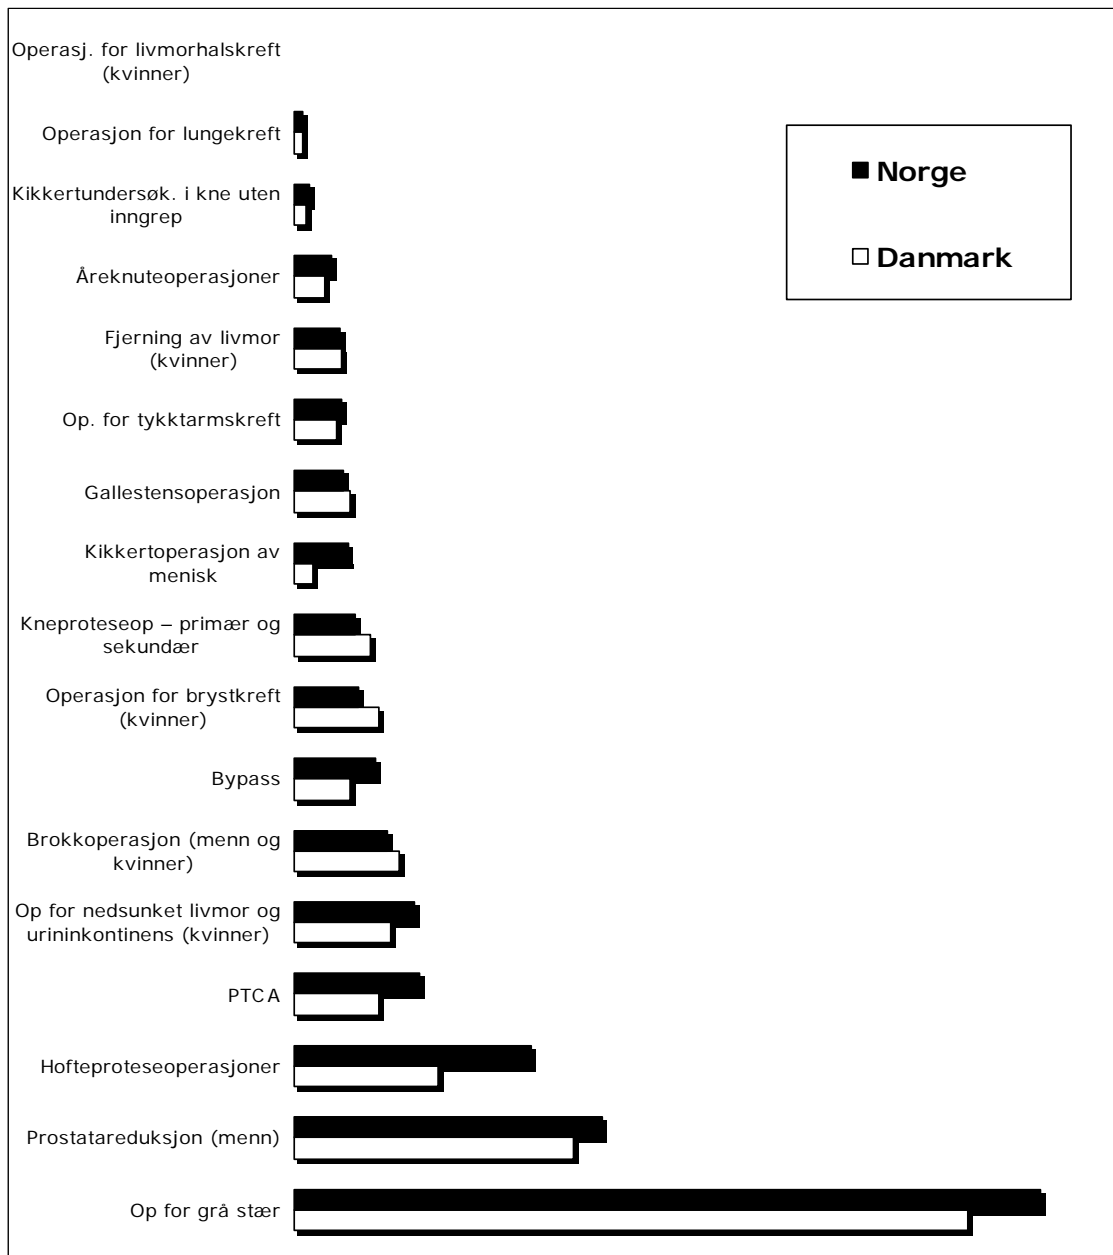 Operasj. for livmorhalskreft
(kvinner)
Operasjon for lungekreft
Kikkertundersøk. i kne uten
inngrep
Åreknuteoperasjoner
Fjerning av livmor
(kvinner)
Op. for tykktarmskreft
Gallestensoperasjon
Kikkertoperasjon av
menisk
Kneproteseop – primær og
sekundær
Operasjon for brystkreft
(kvinner)
Bypass
Brokkoperasjon (menn og
kvinner)
Op for nedsunket livmor og
urininkontinens (kvinner)
PTCA
Hofteproteseoperasjoner
Prostatareduksjon (menn)
Op for grå stær
Norge
Danmark